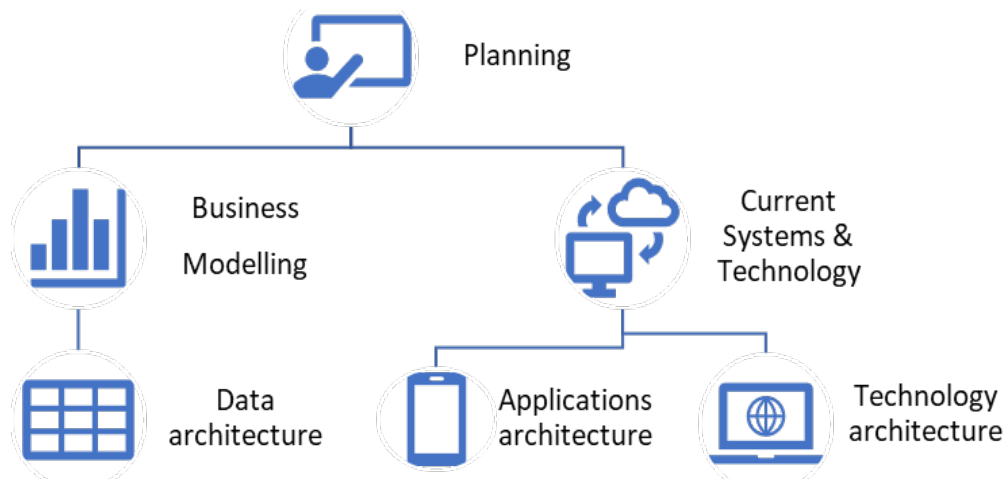 Planning
Business
Modelling
Current
Systems &
Technology
Data
architecture
Applications
architecture
Technology
architecture